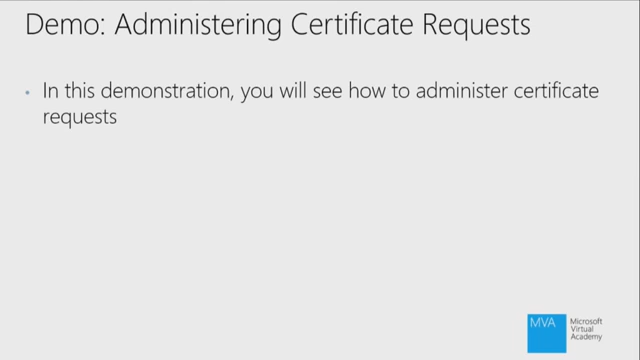 Demo: Administering Certificate Requests
• In this demonstration, you will see how to administer certificate
requests
MVA
Microsoft
Virtual
Academy